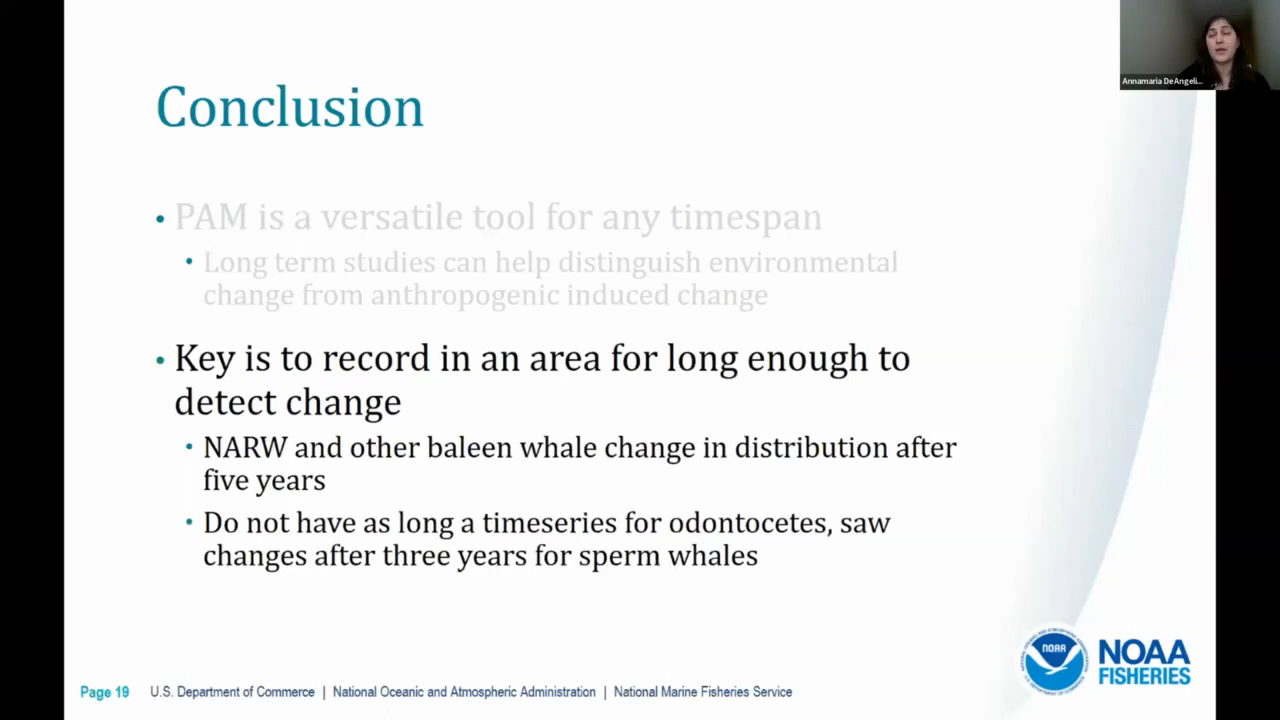 Annamaria DeAngeli...
Conclusion
• PAM is a versatile tool for any timespan
• Long term studies can help distinguish environmental
change from anthropogenic induced change
• Key is to record in an area for long enough to
detect change
• NARW and other baleen whale change in distribution after
five years
• Do not have as long a timeseries for odontocetes, saw
changes after three years for sperm whales
NOAA
NOAA
FISHERIES
Page 19 U.S. Department of Commerce | National Oceanic and Atmospheric Administration | National Marine Fisheries Service